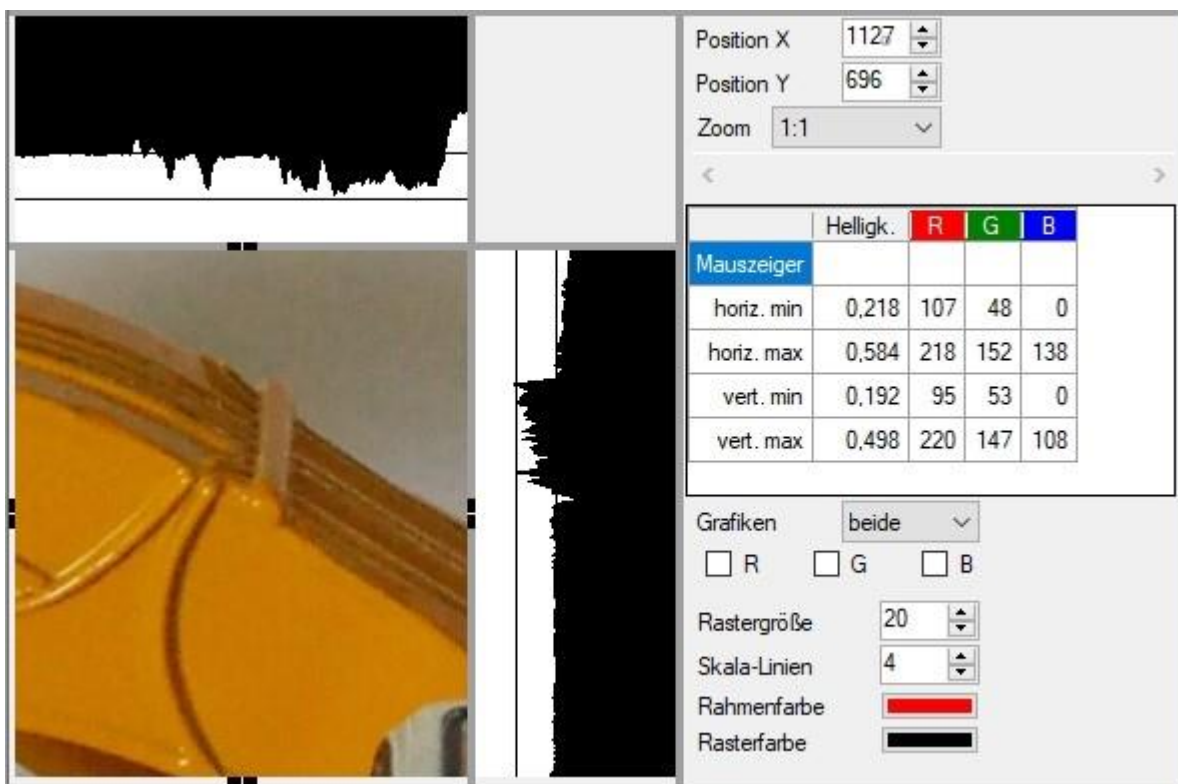 Position X 1127
Position Y 696
Zoom 1:1
Helligk. R G B
Mauszeiger
horiz. min 0,218 107 48 0
horiz. max 0,584 218 152 138
vert. min 0,192 95 53 0
vert. max 0,498 220 147 108
Grafiken beide
R G B
Rastergröße 20
Skala-Linien 4
Rahmenfarbe
Rasterfarbe